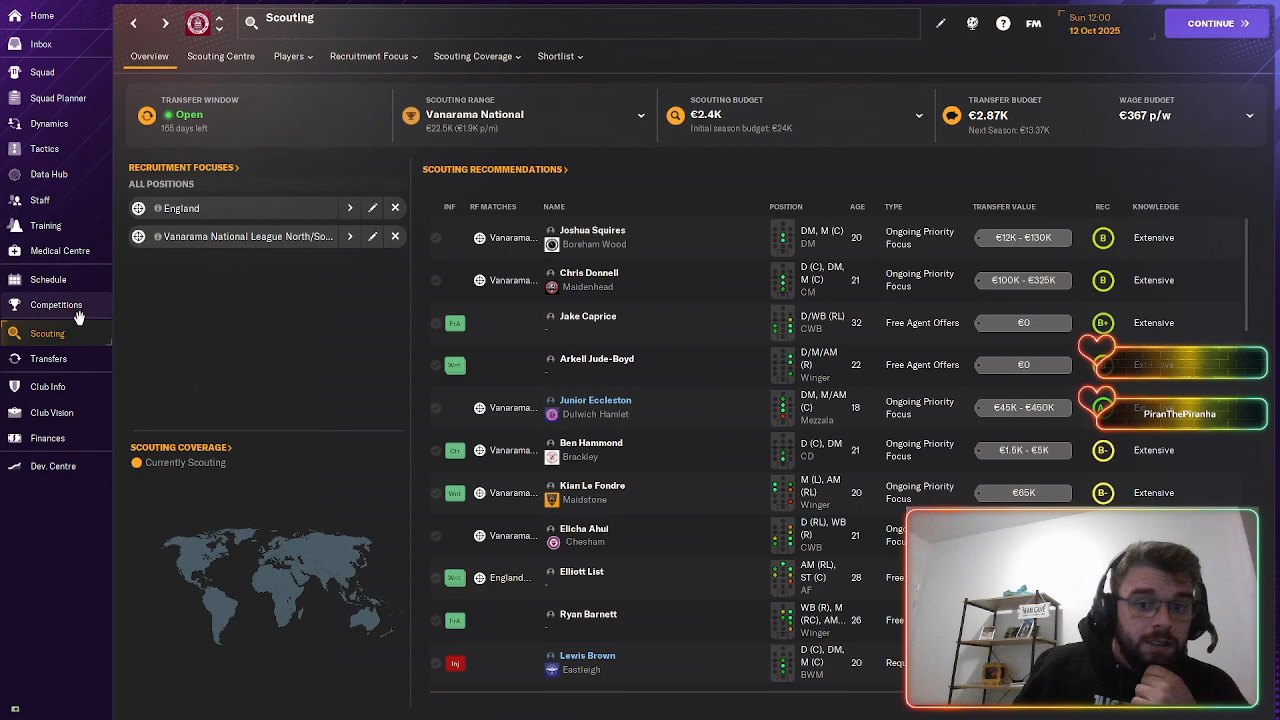 Home
Inbox
Squad
Squad Planner
Dynamics
Tactics
Data Hub
Staff
Training
Medical Centre
Schedule
Competitions
Scouting
Transfers
Club Info
Club Vision
Finances
Dev. Centre
Scouting
FM
Sun 12:00
12 Oct 2025
CONTINUE
Overview
Scouting Centre
Players
Recruitment Focus
Scouting Coverage
Shortlist
TRANSFER WINDOW
Open
165 days left
SCOUTING RANGE
Vanarama National
€22.5K (€1.9K p/m)
SCOUTING BUDGET
€2.4K
Initial season budget: €24K
TRANSFER BUDGET
€2.87K
Next Season: €13.37K
WAGE BUDGET
€367 p/w
RECRUITMENT FOCUSES >
ALL POSITIONS
England
Vanarama National League North/So...
SCOUTING COVERAGE >
Currently Scouting
SCOUTING RECOMMENDATIONS >
INF RF MATCHES NAME POSITION AGE TYPE TRANSFER VALUE REC KNOWLEDGE
Vanarama... Joshua Squires DM, M (C) 20 Ongoing Priority €12K - €130K B Extensive
Boreham Wood DM Focus
Vanarama... Chris Donnell D (C), DM, M (C) 21 Ongoing Priority €100K - €325K B Extensive
Maidenhead CM Focus
FrA Jake Caprice D/WB (RL) 32 Free Agent Offers €0 B+ Extensive
- CWB
Wnt Arkell Jude-Boyd D/M/AM (R) 22 Free Agent Offers €0
- Winger
Vanarama... Junior Eccleston DM, M/AM (C) 18 Ongoing Priority €45K - €450K
Dulwich Hamlet Mezzala Focus
PiranThePiranha
Ctr Vanarama... Ben Hammond D (C), DM 21 Ongoing Priority €1.5K - €5K B- Extensive
Brackley CD Focus
Wnt Vanarama... Kian Le Fondre M (L), AM (RL) 20 Ongoing Priority €65K B- Extensive
Maidstone Winger Focus
Vanarama... Elicha Ahui D (RL), WB (R) 21
Chesham CWB
Wnt England... Elliott List AM (RL), ST (C) 28
- AF
FrA Ryan Barnett WB (R), M (RC), AM... 26
- Winger
Inj Lewis Brown D (C), DM, M (C) 20
Eastleigh BWM
MAN CAVE